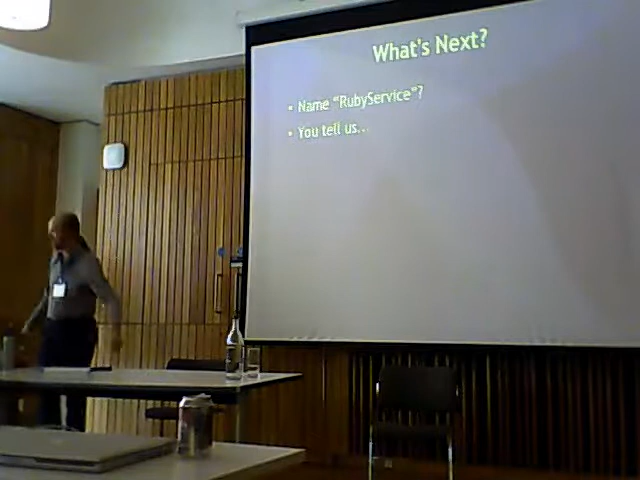 What's Next?
• Name "RubyService"?
• You tell us...